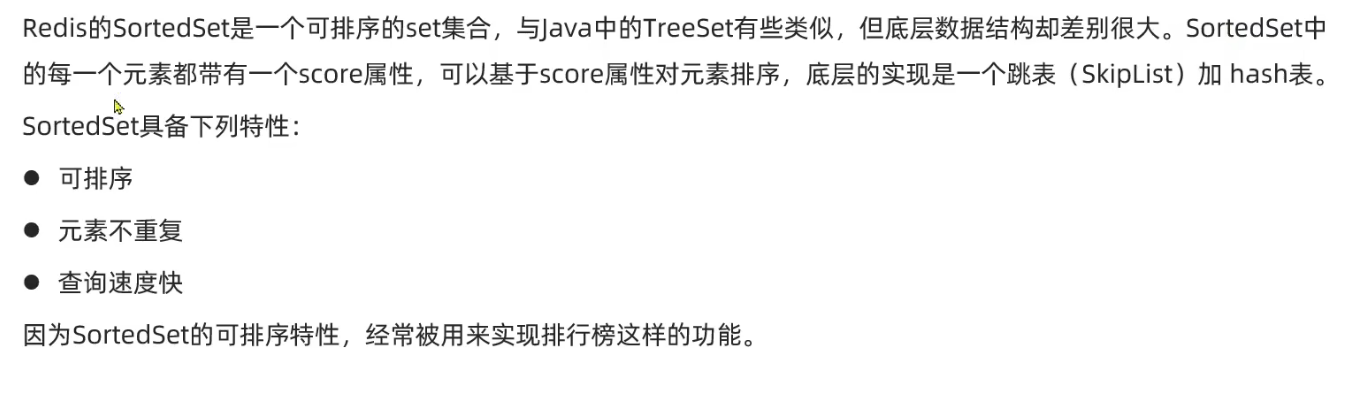 Redis的SortedSet是一个可排序的set集合，与Java中的TreeSet有些类似，但底层数据结构却差别很大。SortedSet中
的每一个元素都带有一个score属性，可以基于score属性对元素排序，底层的实现是一个跳表（SkipList）加 hash表。
SortedSet具备下列特性：
● 可排序
● 元素不重复
● 查询速度快
因为SortedSet的可排序特性，经常被用来实现排行榜这样的功能。